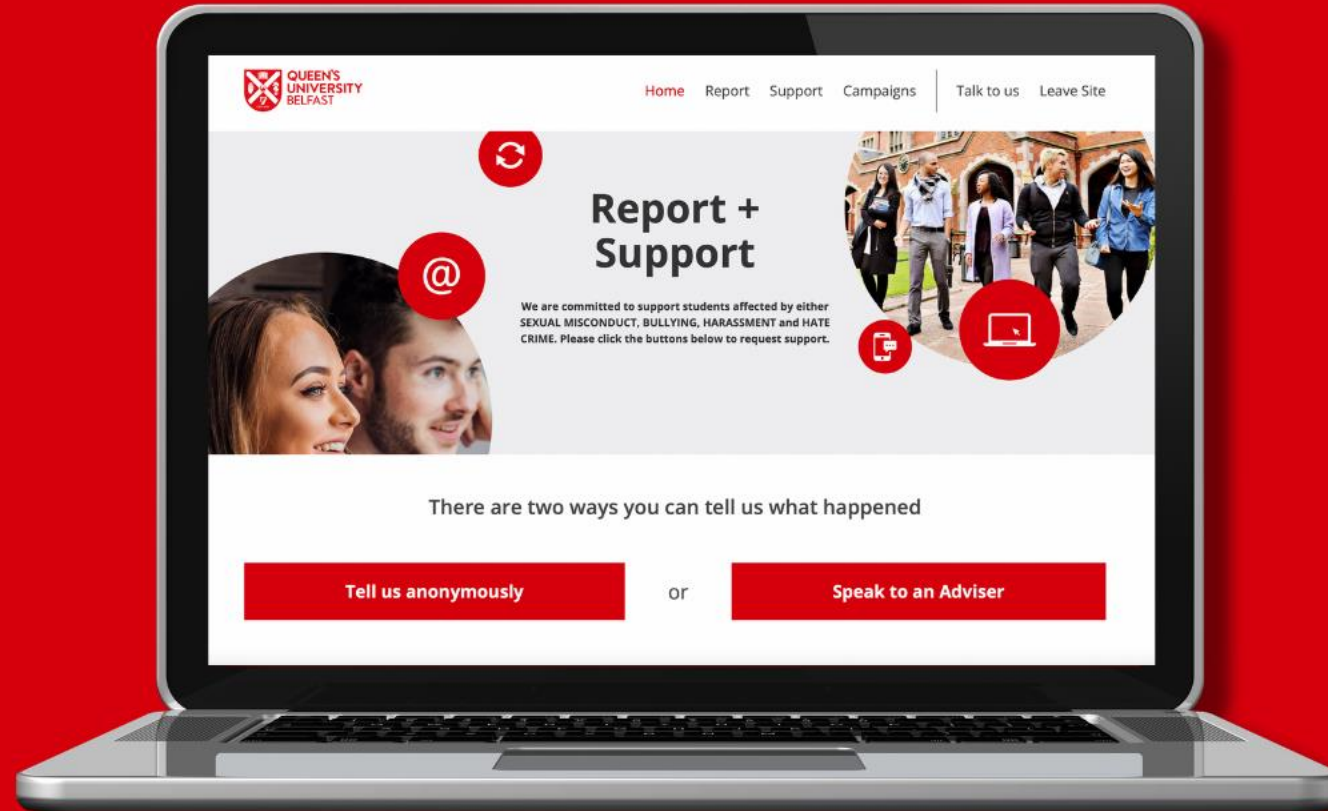 QUEEN'S
UNIVERSITY
BELFAST
Home Report Support Campaigns Talk to us Leave Site
Report +
Support
@
We are committed to support students affected by either
SEXUAL MISCONDUCT, BULLYING, HARASSMENT and HATE
CRIME. Please click the buttons below to request support.
There are two ways you can tell us what happened
Tell us anonymously or Speak to an Adviser